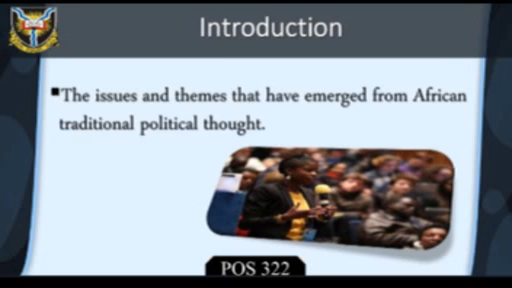 Introduction
▪The issues and themes that have emerged from African
traditional political thought.
POS 322